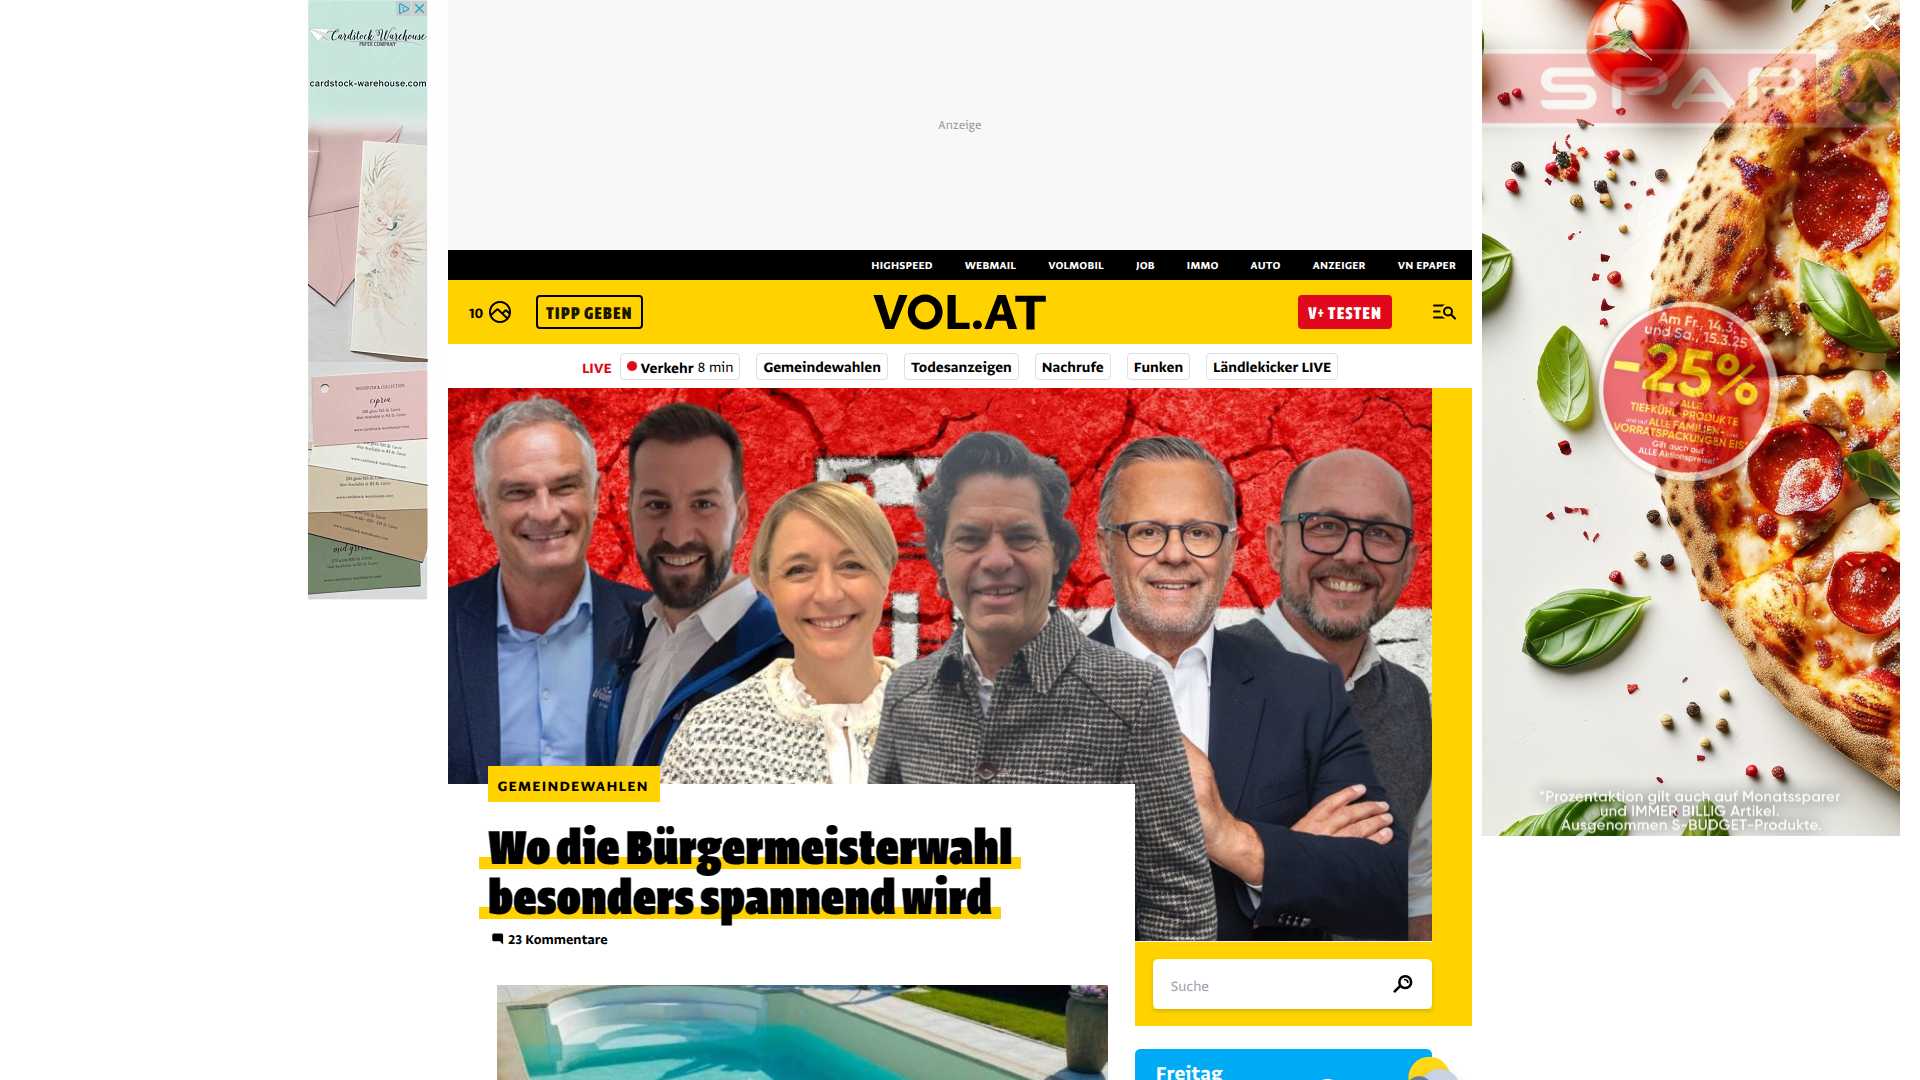 Cardstock Warehouse
PAPER COMPANY
cardstock-warehouse.com
Anzeige
HIGHSPEED
WEBMAIL
VOLMOBIL
JOB
IMMO
AUTO
ANZEIGER
VN EPAPER
10
TIPP GEBEN
VOL.AT
V+ TESTEN
LIVE
Verkehr 8 min
Gemeindewahlen
Todesanzeigen
Nachrufe
Funken
Ländlekicker LIVE
GEMEINDEWAHLEN
Wo die Bürgermeisterwahl
besonders spannend wird
23 Kommentare
Suche
Freitag
SPAR
Am Fr., 14.3.
und Sa., 15.3.25
-25%
ALLE
TIEFKÜHL-PRODUKTE
und auf ALLE FAMILIEN-
VORRATSPACKUNGEN EIS*
Gilt auch auf
ALLE Aktionspreise!*
*Prozentaktion gilt auch auf Monatssparer
und IMMER BILLIG Artikel.
Ausgenommen S-BUDGET-Produkte.